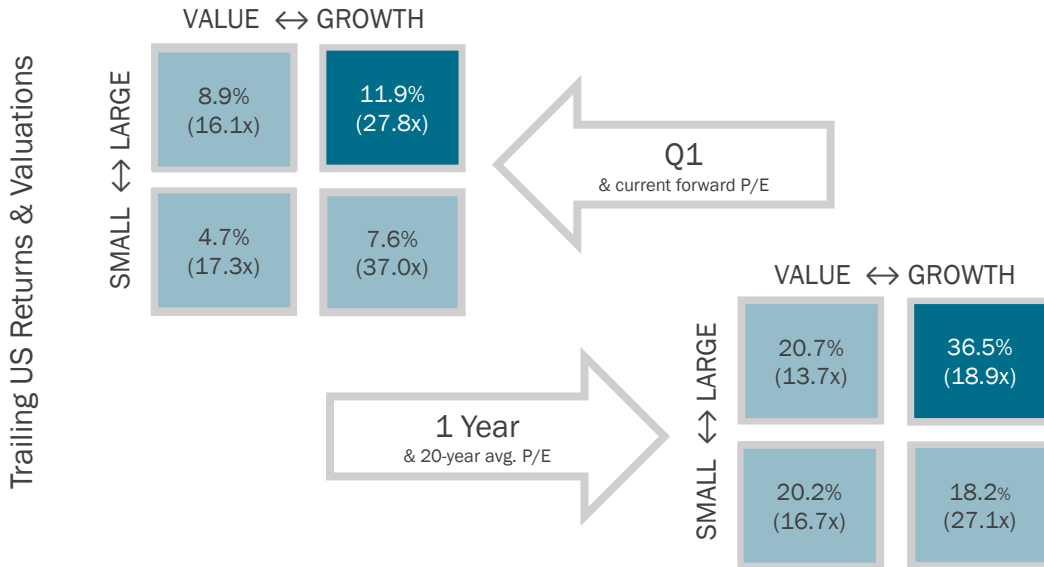 Trailing US Returns & Valuations
VALUE ↔ GROWTH
SMALL ↔ LARGE
8.9%
(16.1x)
11.9%
(27.8x)
4.7%
(17.3x)
7.6%
(37.0x)
Q1
& current forward P/E
1 Year
& 20-year avg. P/E
VALUE ↔ GROWTH
SMALL ↔ LARGE
20.7%
(13.7x)
36.5%
(18.9x)
20.2%
(16.7x)
18.2%
(27.1x)